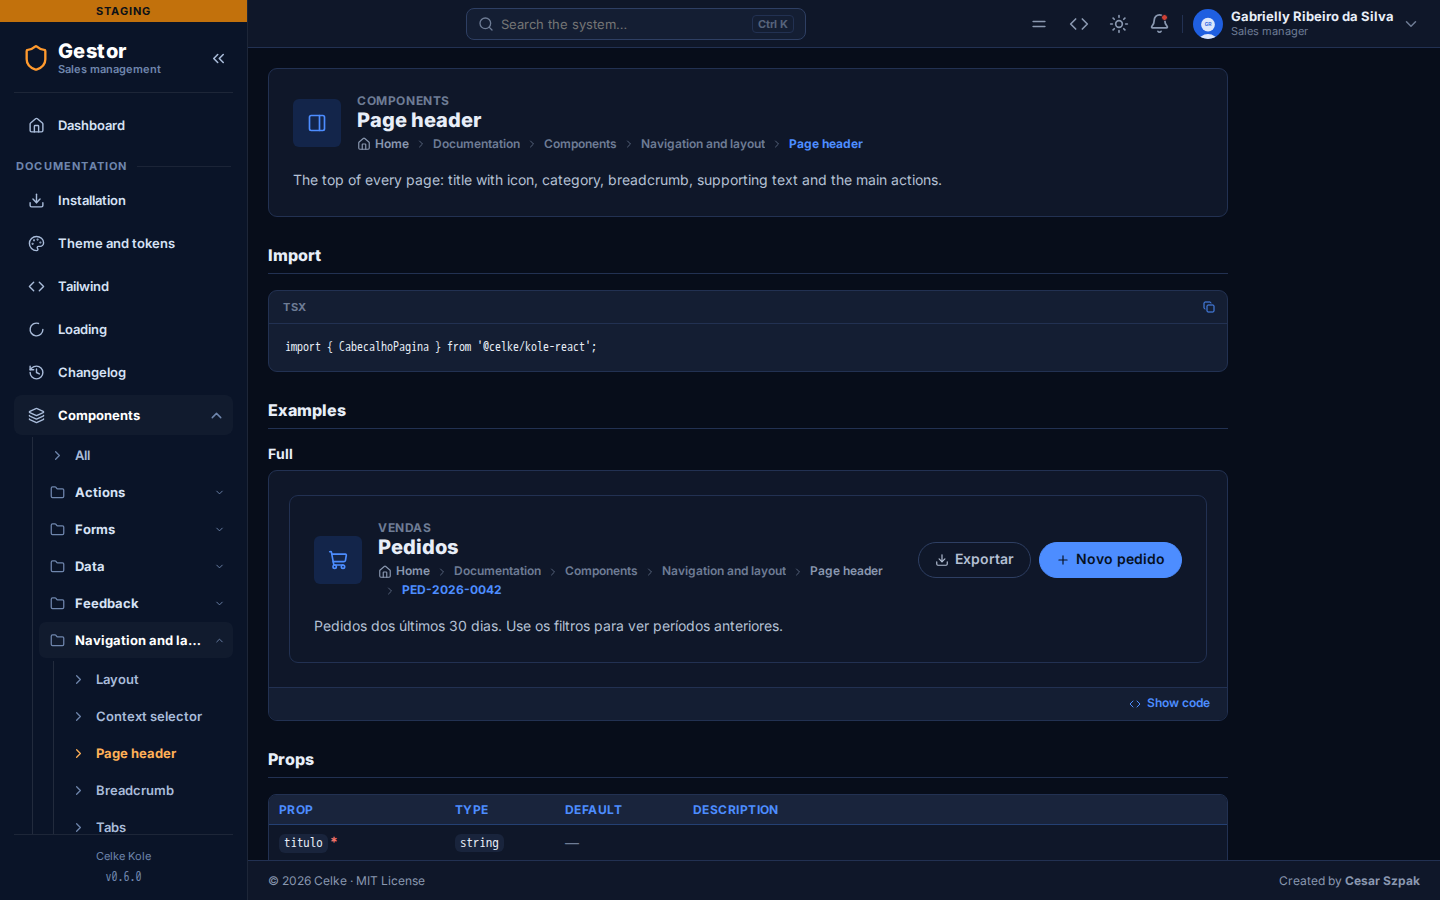 STAGING
Gestor
Sales management
Dashboard
DOCUMENTATION
Installation
Theme and tokens
Tailwind
Loading
Changelog
Components
All
Actions
Forms
Data
Feedback
Navigation and la...
Layout
Context selector
Page header
Breadcrumb
Tabs
Celke Kole
v0.6.0
Search the system...
Ctrl K
GR
Gabrielly Ribeiro da Silva
Sales manager
COMPONENTS
Page header
Home > Documentation > Components > Navigation and layout > Page header
The top of every page: title with icon, category, breadcrumb, supporting text and the main actions.
Import
TSX
import { CabecalhoPagina } from '@celke/kole-react';
Examples
Full
VENDAS
Pedidos
Home > Documentation > Components > Navigation and layout > Page header
> PED-2026-0042
Exportar
Novo pedido
Pedidos dos últimos 30 dias. Use os filtros para ver períodos anteriores.
Show code
Props
PROP TYPE DEFAULT DESCRIPTION
titulo * string —
© 2026 Celke · MIT License
Created by Cesar Szpak